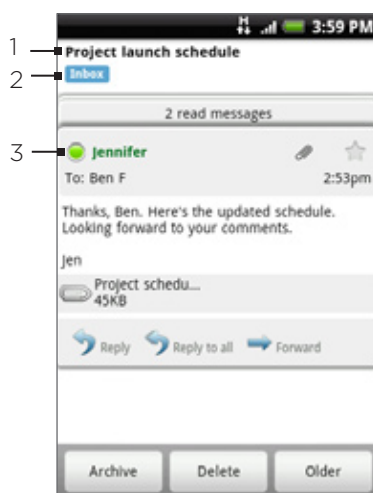 H 3:59 PM
1 Project launch schedule
2 Inbox
2 read messages
3 Jennifer
To: Ben F 2:53pm
Thanks, Ben. Here's the updated schedule.
Looking forward to your comments.
Jen
Project schedu...
45KB
Reply Reply to all Forward
Archive Delete Older